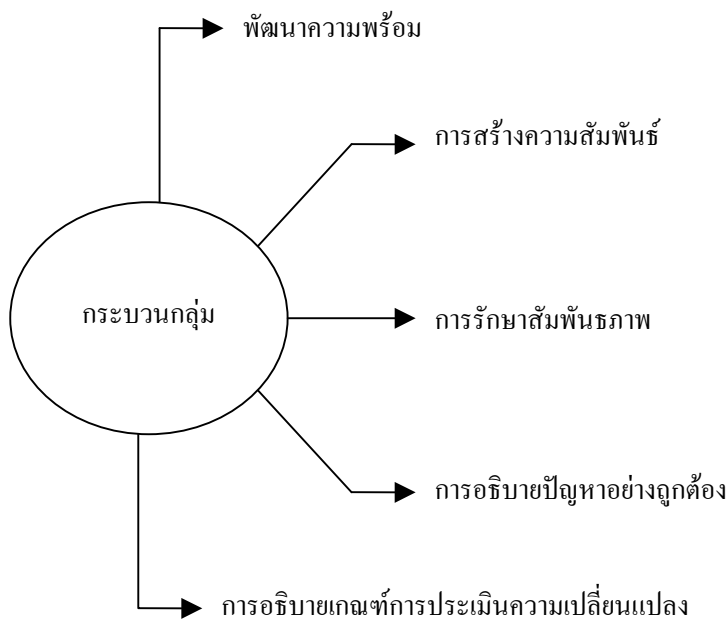 พัฒนาความพร้อม
การสร้างความสัมพันธ์
กระบวนกลุ่ม
การรักษาสัมพันธภาพ
การอธิบายปัญหาอย่างถูกต้อง
การอธิบายเกณฑ์การประเมินความเปลี่ยนแปลง